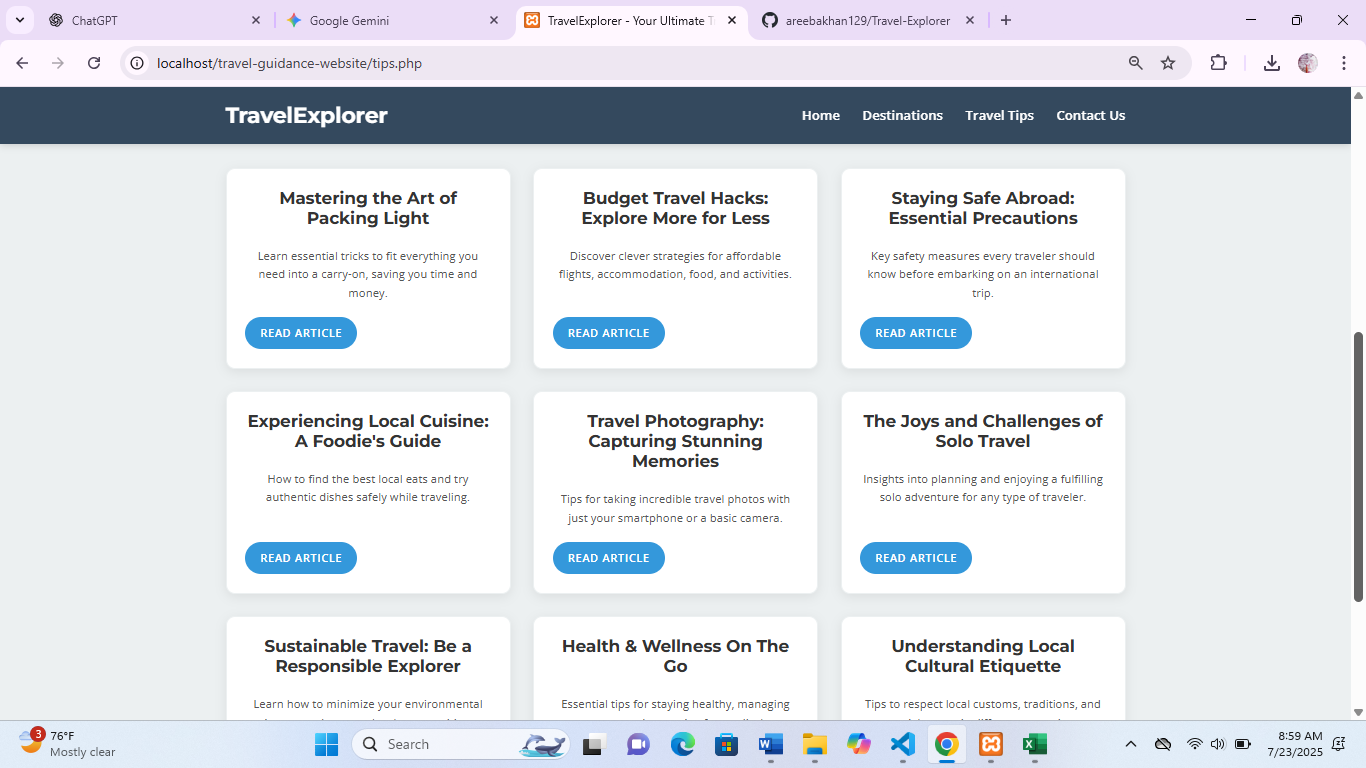 ChatGPT
Google Gemini
TravelExplorer - Your Ultimate
areebakhan129/Travel-Explorer
localhost/travel-guidance-website/tips.php
TravelExplorer
Home Destinations Travel Tips Contact Us
Mastering the Art of
Packing Light
Learn essential tricks to fit everything you
need into a carry-on, saving you time and
money.
READ ARTICLE
Budget Travel Hacks:
Explore More for Less
Discover clever strategies for affordable
flights, accommodation, food, and activities.
READ ARTICLE
Staying Safe Abroad:
Essential Precautions
Key safety measures every traveler should
know before embarking on an international
trip.
READ ARTICLE
Experiencing Local Cuisine:
A Foodie's Guide
How to find the best local eats and try
authentic dishes safely while traveling.
READ ARTICLE
Travel Photography:
Capturing Stunning
Memories
Tips for taking incredible travel photos with
just your smartphone or a basic camera.
READ ARTICLE
The Joys and Challenges of
Solo Travel
Insights into planning and enjoying a fulfilling
solo adventure for any type of traveler.
READ ARTICLE
Sustainable Travel: Be a
Responsible Explorer
Learn how to minimize your environmental
Health & Wellness On The
Go
Essential tips for staying healthy, managing
Understanding Local
Cultural Etiquette
Tips to respect local customs, traditions, and
3
76°F
Mostly clear
Search
8:59 AM
7/23/2025